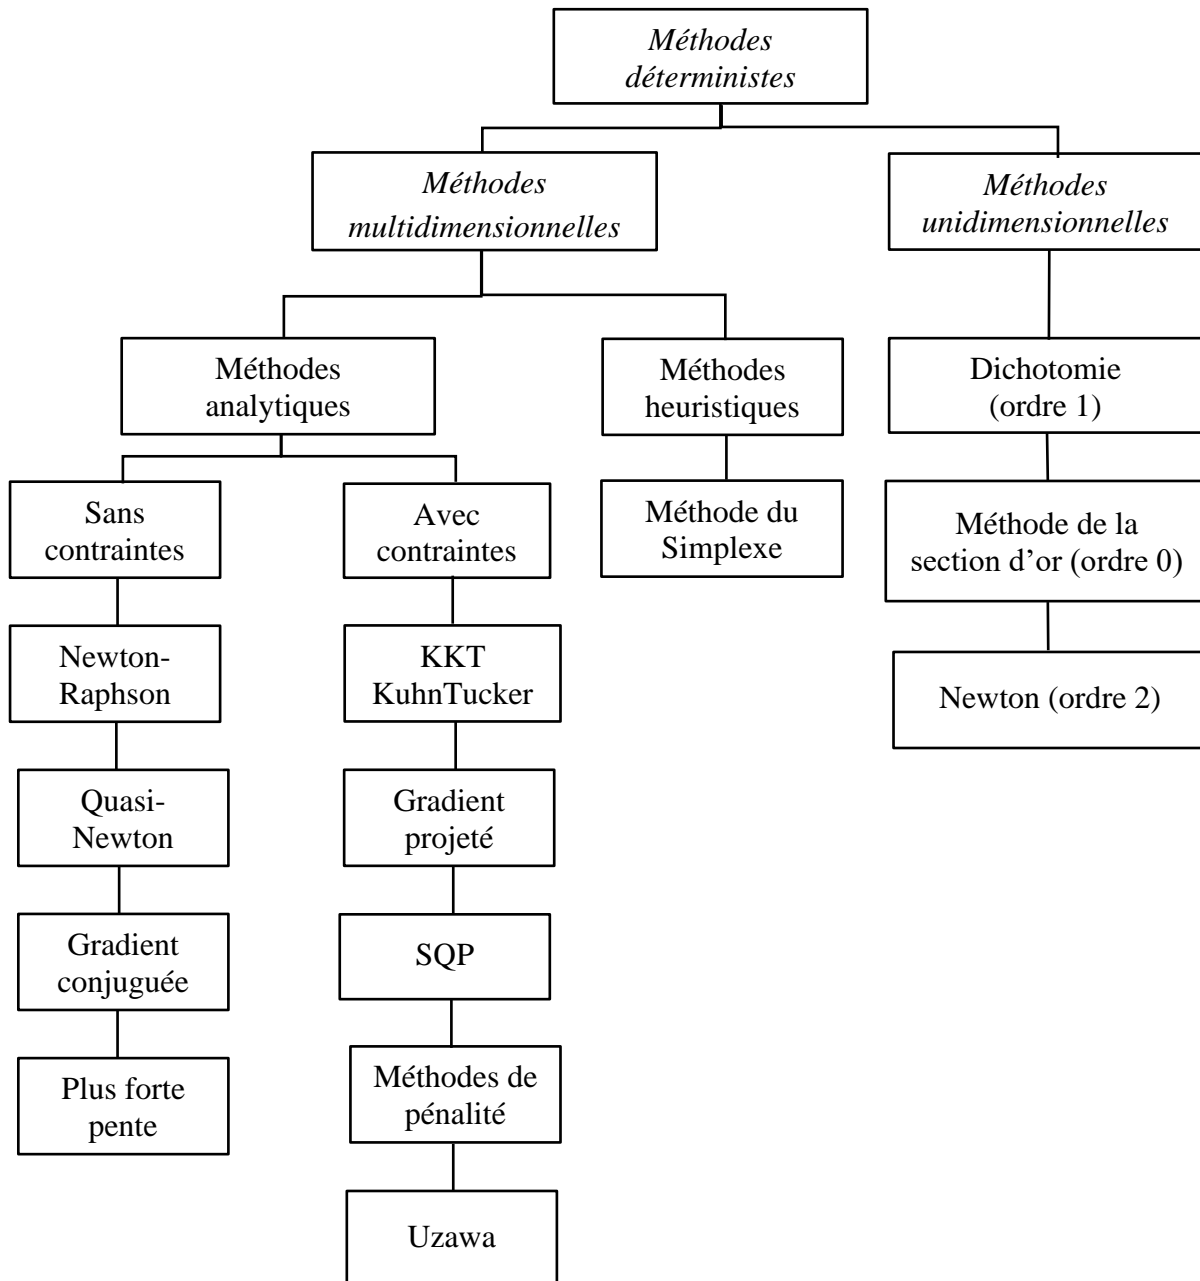 Méthodes
déterministes
Méthodes
multidimensionnelles
Méthodes
unidimensionnelles
Méthodes
analytiques
Méthodes
heuristiques
Dichotomie
(ordre 1)
Sans
contraintes
Avec
contraintes
Méthode du
Simplexe
Méthode de la
section d’or (ordre 0)
Newton-
Raphson
KKT
KuhnTucker
Newton (ordre 2)
Quasi-
Newton
Gradient
projeté
Gradient
conjuguée
SQP
Plus forte
pente
Méthodes de
pénalité
Uzawa